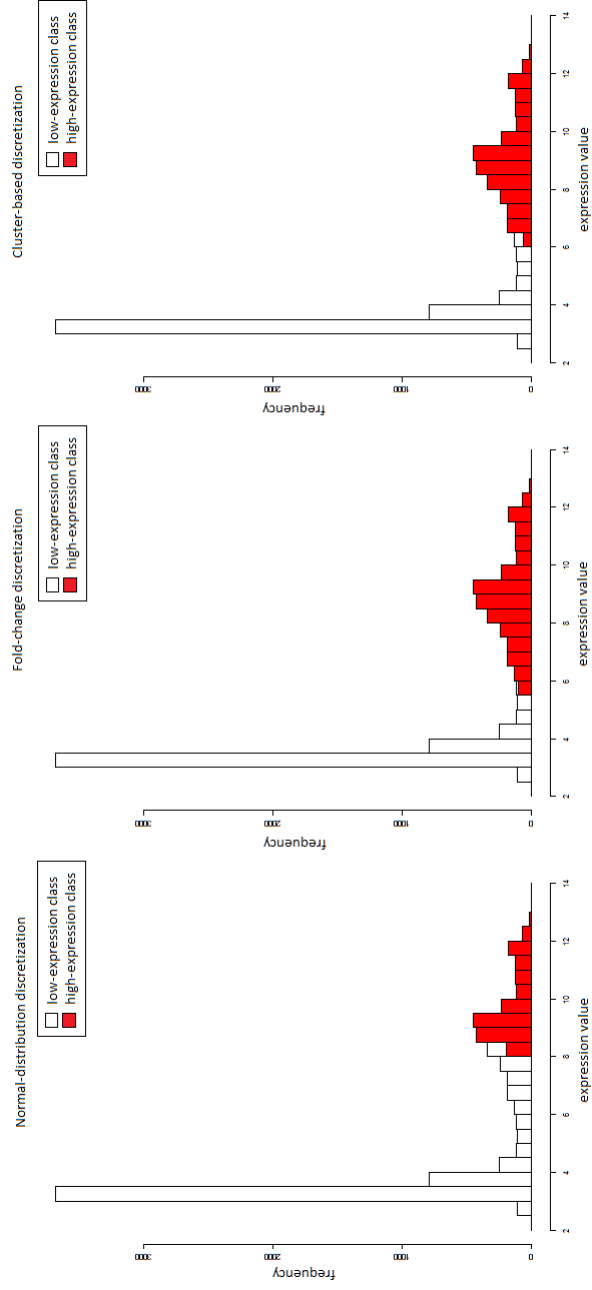 Normal-distribution discretization
low-expression class
high-expression class
frequency
3000
2000
1000
0
2
4
6
8
10
12
14
expression value
Fold-change discretization
low-expression class
high-expression class
frequency
3000
2000
1000
0
2
4
6
8
10
12
14
expression value
Cluster-based discretization
low-expression class
high-expression class
frequency
3000
2000
1000
0
2
4
6
8
10
12
14
expression value